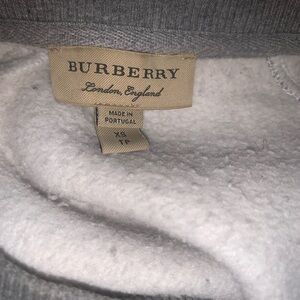 BURBERRY
London, England
MADE IN
PORTUGAL
XS
TP